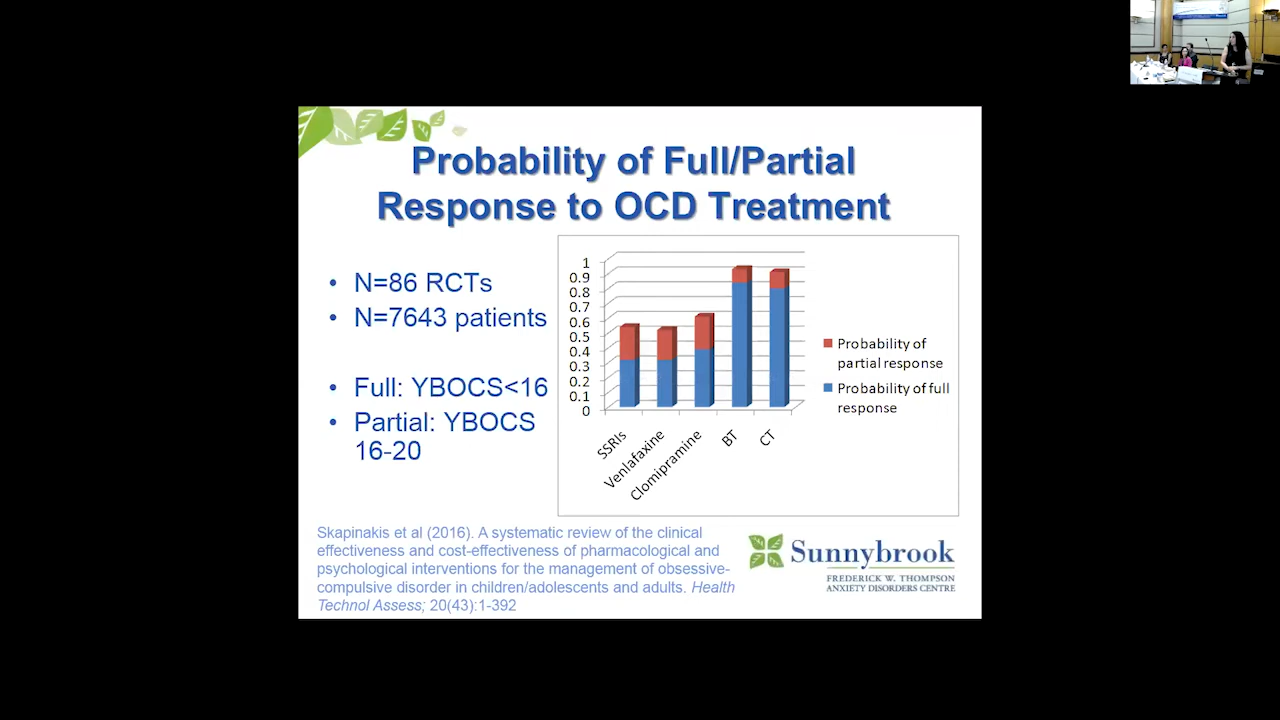 Probability of Full/Partial
Response to OCD Treatment
• N=86 RCTs
• N=7643 patients
• Full: YBOCS<16
• Partial: YBOCS
16-20
1
0.9
0.8
0.7
0.6
0.5
0.4
0.3
0.2
0.1
0
SSRIs
Venlafaxine
Clomipramine
BT
CT
Probability of
partial response
Probability of full
response
Skapinakis et al (2016). A systematic review of the clinical
effectiveness and cost-effectiveness of pharmacological and
psychological interventions for the management of obsessive-
compulsive disorder in children/adolescents and adults. Health
Technol Assess; 20(43):1-392
Sunnybrook
FREDERICK W. THOMPSON
ANXIETY DISORDERS CENTRE